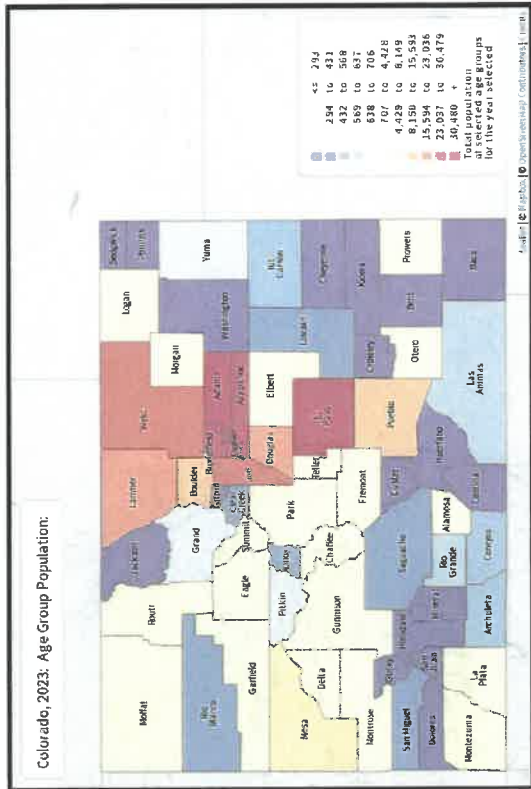 Colorado, 2023: Age Group Population:
Moffat
Routt
Jackson
Larimer
Weld
Logan
Sedgwick
Phillips
Morgan
Yuma
Washington
Rio Blanco
Grand
Boulder
Broomfield
Adams
Gilpin
Clear Creek
Arapahoe
Garfield
Eagle
Summit
Douglas
Elbert
Kit Carson
Pitkin
Lake
Park
Lincoln
Mesa
Delta
Gunnison
Chaffee
Teller
El Paso
Cheyenne
Montrose
Fremont
Kiowa
Crowley
Ouray
Saguache
Custer
Pueblo
Otero
Bent
Prowers
San Miguel
Hinsdale
Dolores
San Juan
Mineral
Rio Grande
Alamosa
Huerfano
Las Animas
Baca
Montezuma
La Plata
Archuleta
Conejos
Costilla
<= 293
294 to 431
432 to 568
569 to 637
638 to 706
707 to 4,428
4,429 to 8,149
8,150 to 15,593
15,594 to 23,036
23,037 to 30,479
30,480 +
Total population
of selected age groups
for the year selected
Leaflet | © Mapbox | © OpenStreetMap Contributors |